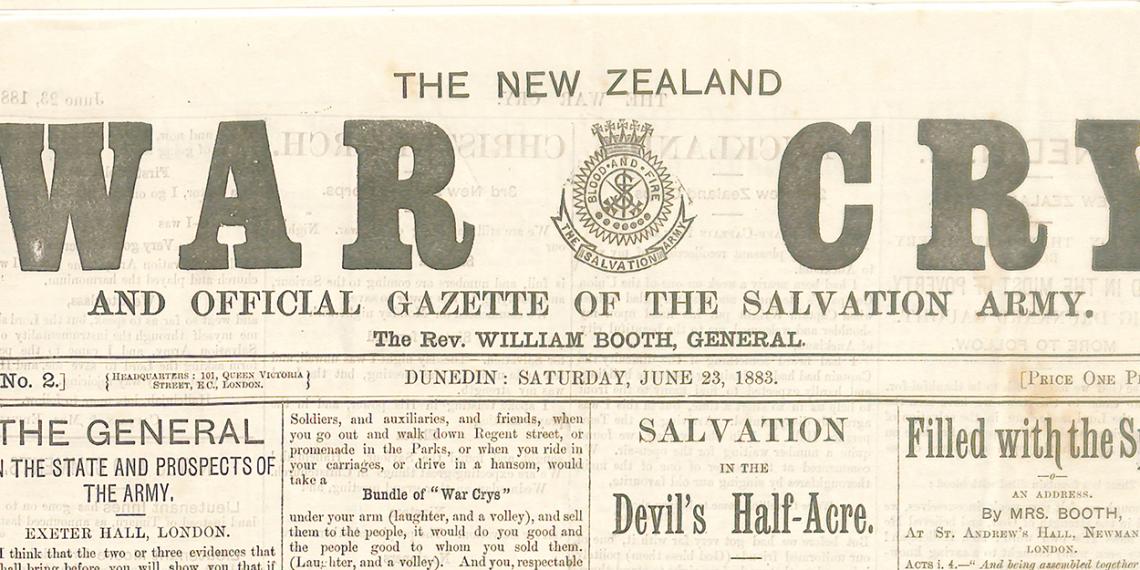 THE NEW ZEALAND
WAR CRY
BLOOD AND FIRE
THE SALVATION ARMY
AND OFFICIAL GAZETTE OF THE SALVATION ARMY.
The Rev. WILLIAM BOOTH, GENERAL.
No. 2.] {HEADQUARTERS: 101, QUEEN VICTORIA STREET, E.C., LONDON.} DUNEDIN: SATURDAY, JUNE 23, 1883. [PRICE ONE
THE GENERAL
THE STATE AND PROSPECTS OF
THE ARMY.
EXETER HALL, LONDON.
I think that the two or three evidences that
bring before you will show you that if
Soldiers, and auxiliaries, and friends, when
you go out and walk down Regent street, or
promenade in the Parks, or when you ride in
your carriages, or drive in a hansom, would
take a
Bundle of "War Crys"
under your arm (laughter, and a volley), and sell
them to the people, it would do you good and
the people good to whom you sold them.
(Laughter, and a volley). And you, respectable
SALVATION
IN THE
Devil's Half-Acre.
Filled with the
AN ADDRESS.
By MRS. BOOTH,
AT ST. ANDREW'S HALL, NEWMAN
LONDON.
ACTS i. 4.—" And being assembled together